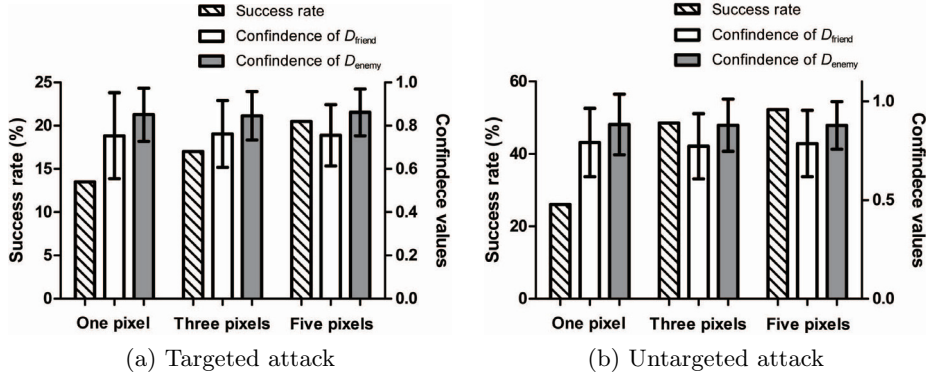 Success rate
Confindence of Dfriend
Confindence of Denemy
Success rate (%)
25
20
15
10
5
0
1.0
0.8
0.6
0.4
0.2
0.0
Confindece values
One pixel
Three pixels
Five pixels
(a) Targeted attack
Success rate
Confindence of Dfriend
Confindence of Denemy
Success rate (%)
60
40
20
0
1.0
0.5
0.0
Confindece values
One pixel
Three pixels
Five pixels
(b) Untargeted attack